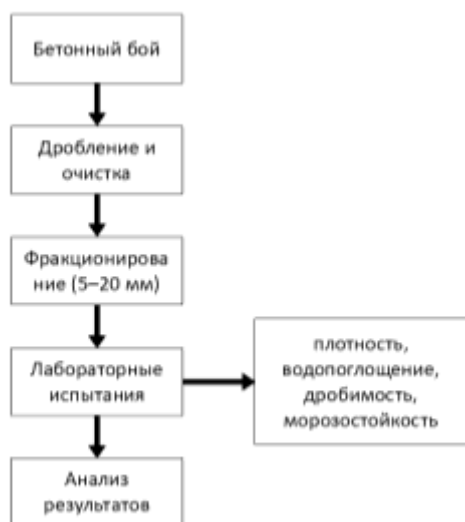 Бетонный бой
Дробление и
очистка
Фракционирова
ние (5–20 мм)
Лабораторные
испытания
плотность,
водопоглощение,
дробимость,
морозостойкость
Анализ
результатов